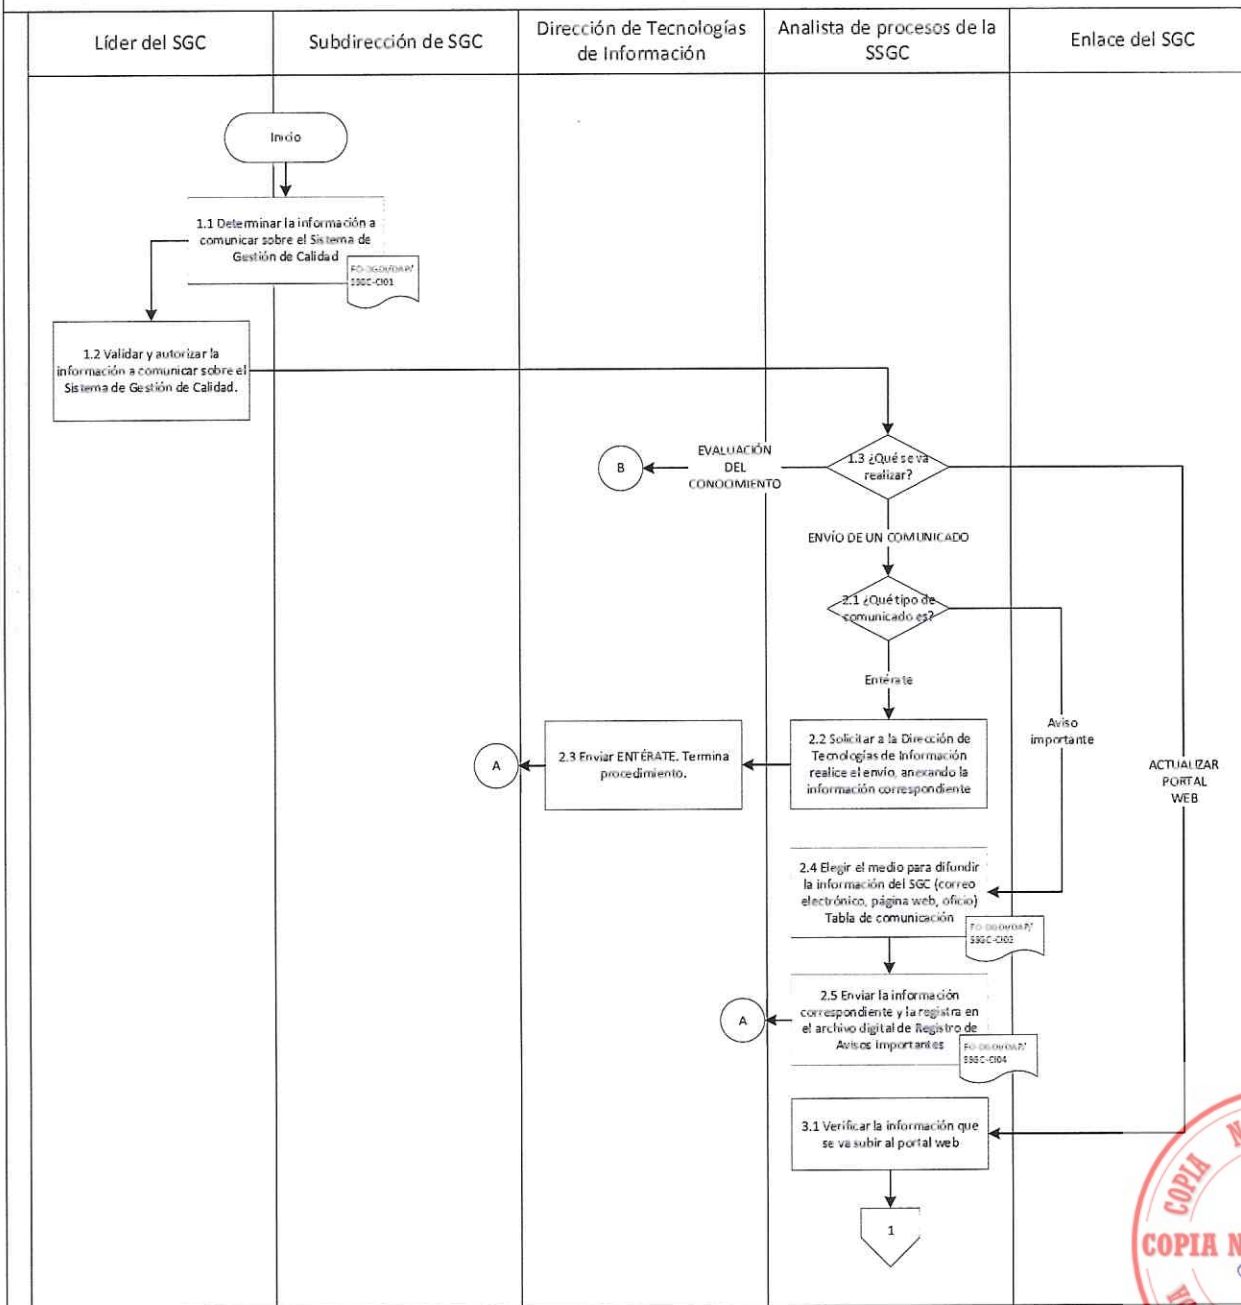 Líder del SGC
Subdirección de SGC
Dirección de Tecnologías
de Información
Analista de procesos de la
SSGC
Enlace del SGC
Inicio
1.1 Determinar la información a
comunicar sobre el Sistema de
Gestión de Calidad
SSGC-CI01
1.2 Validar y autorizar la
información a comunicar sobre el
Sistema de Gestión de Calidad.
1.3 ¿Qué se va
realizar?
EVALUACIÓN
DEL
CONOCIMIENTO
B
ENVÍO DE UN COMUNICADO
2.1 ¿Qué tipo de
comunicado es?
Entérate
Aviso
importante
ACTUALIZAR
PORTAL
WEB
2.2 Solicitar a la Dirección de
Tecnologías de Información
realice el envío, anexando la
información correspondiente
2.3 Enviar ENTÉRATE. Termina
procedimiento.
A
2.4 Elegir el medio para difundir
la información del SGC (correo
electrónico, página web, oficio)
Tabla de comunicación
2.5 Enviar la información
correspondiente y la registra en
el archivo digital de Registro de
Avisos Importantes
SSGC-CI04
A
3.1 Verificar la información que
se va subir al portal web
1
COPIA
COPIA